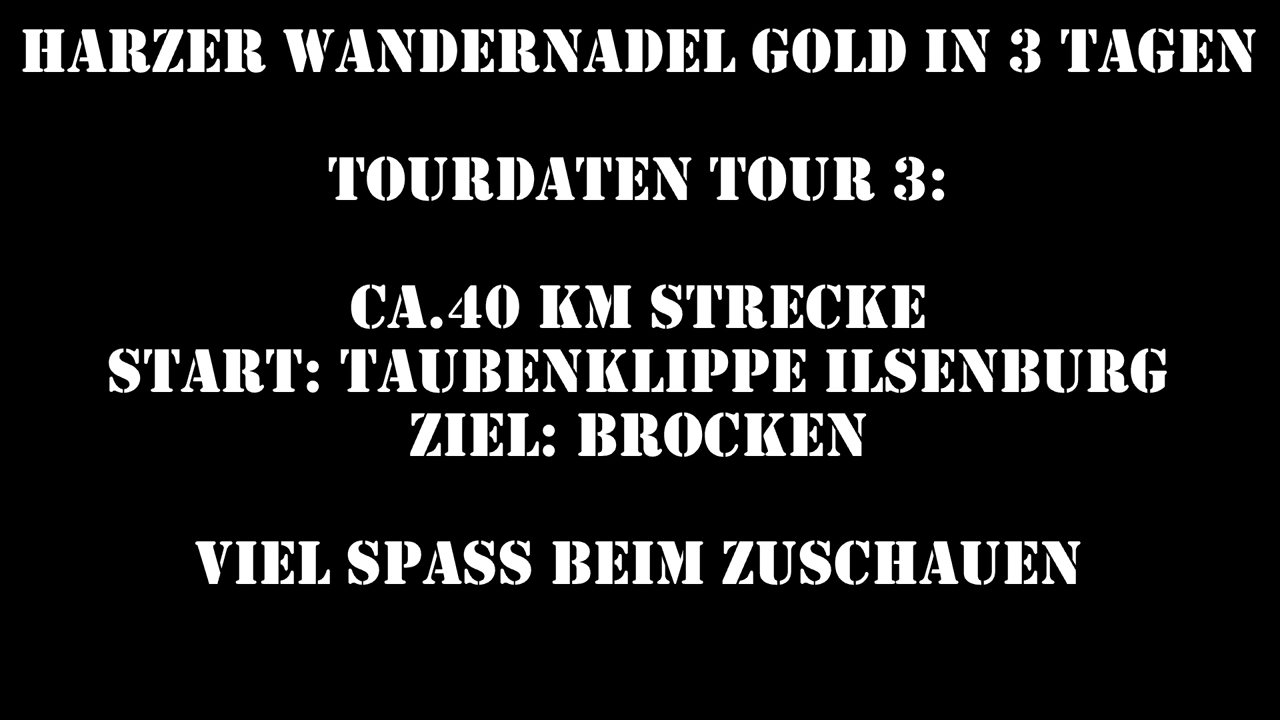 HARZER WANDERNADEL GOLD IN 3 TAGEN
TOURDATEN TOUR 3:
CA.40 KM STRECKE
START: TAUBENKLIPPE ILSENBURG
ZIEL: BROCKEN
VIEL SPASS BEIM ZUSCHAUEN